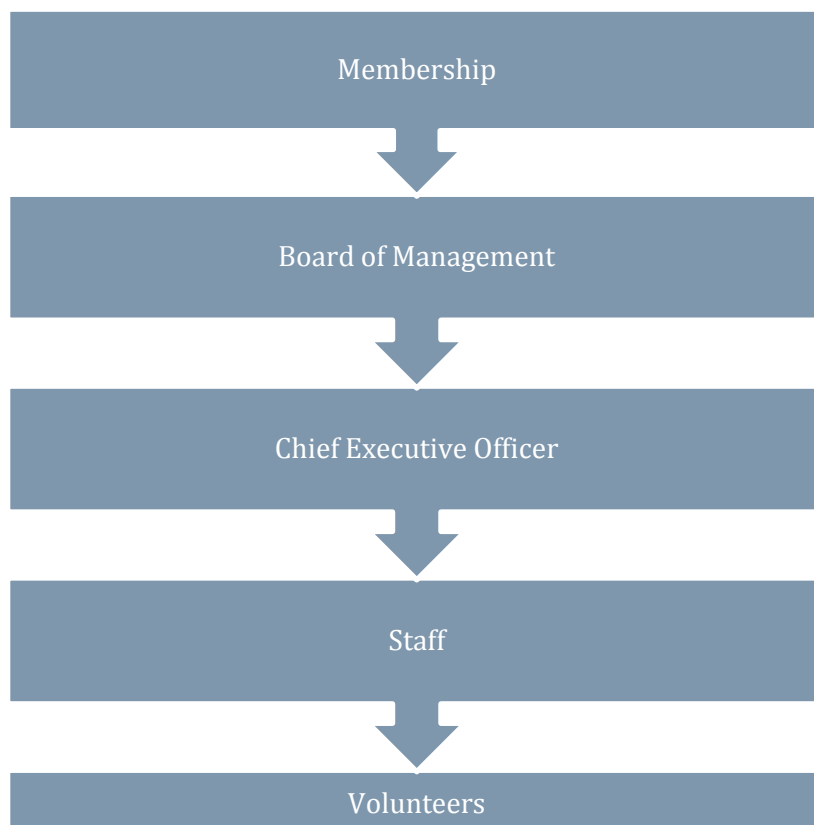 Membership
Board of Management
Chief Executive Officer
Staff
Volunteers